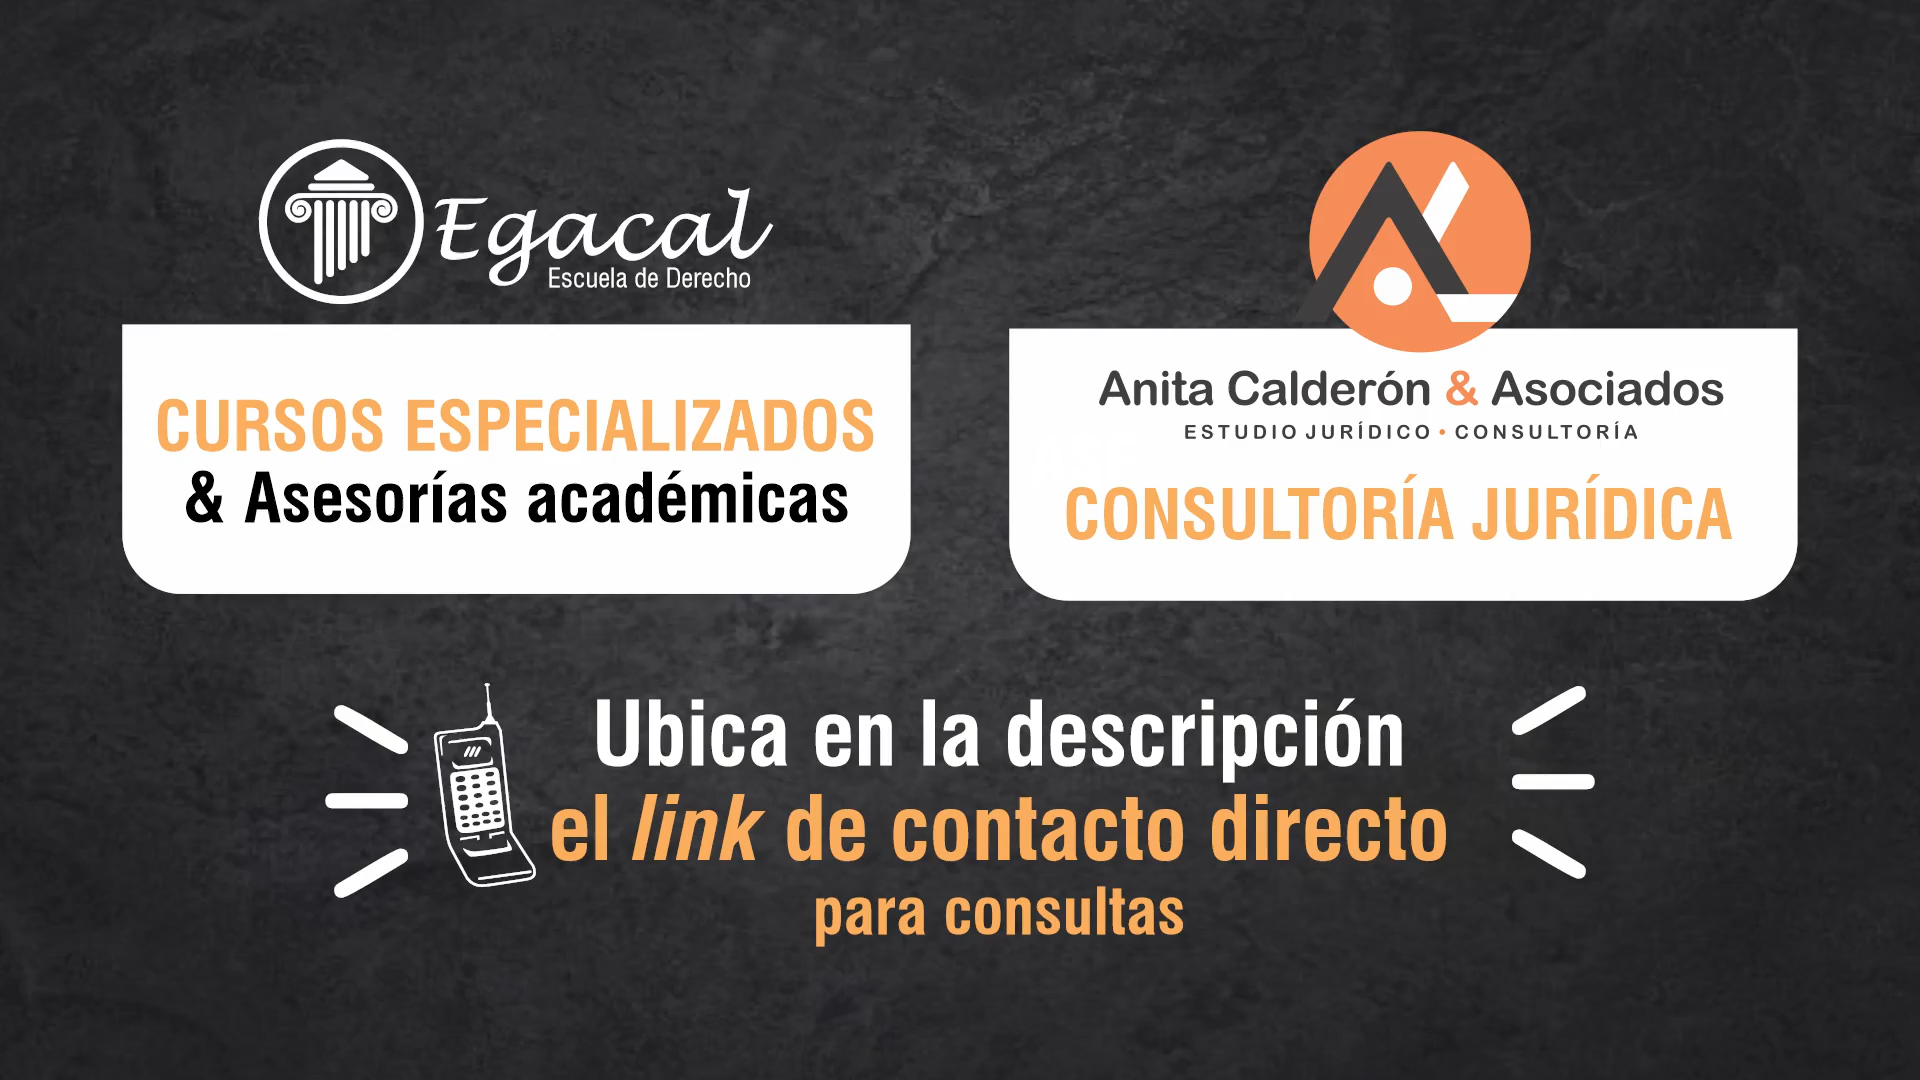 Egacal
Escuela de Derecho
CURSOS ESPECIALIZADOS
& Asesorías académicas
Anita Calderón & Asociados
ESTUDIO JURÍDICO • CONSULTORÍA
CONSULTORÍA JURÍDICA
Ubica en la descripción
el link de contacto directo
para consultas